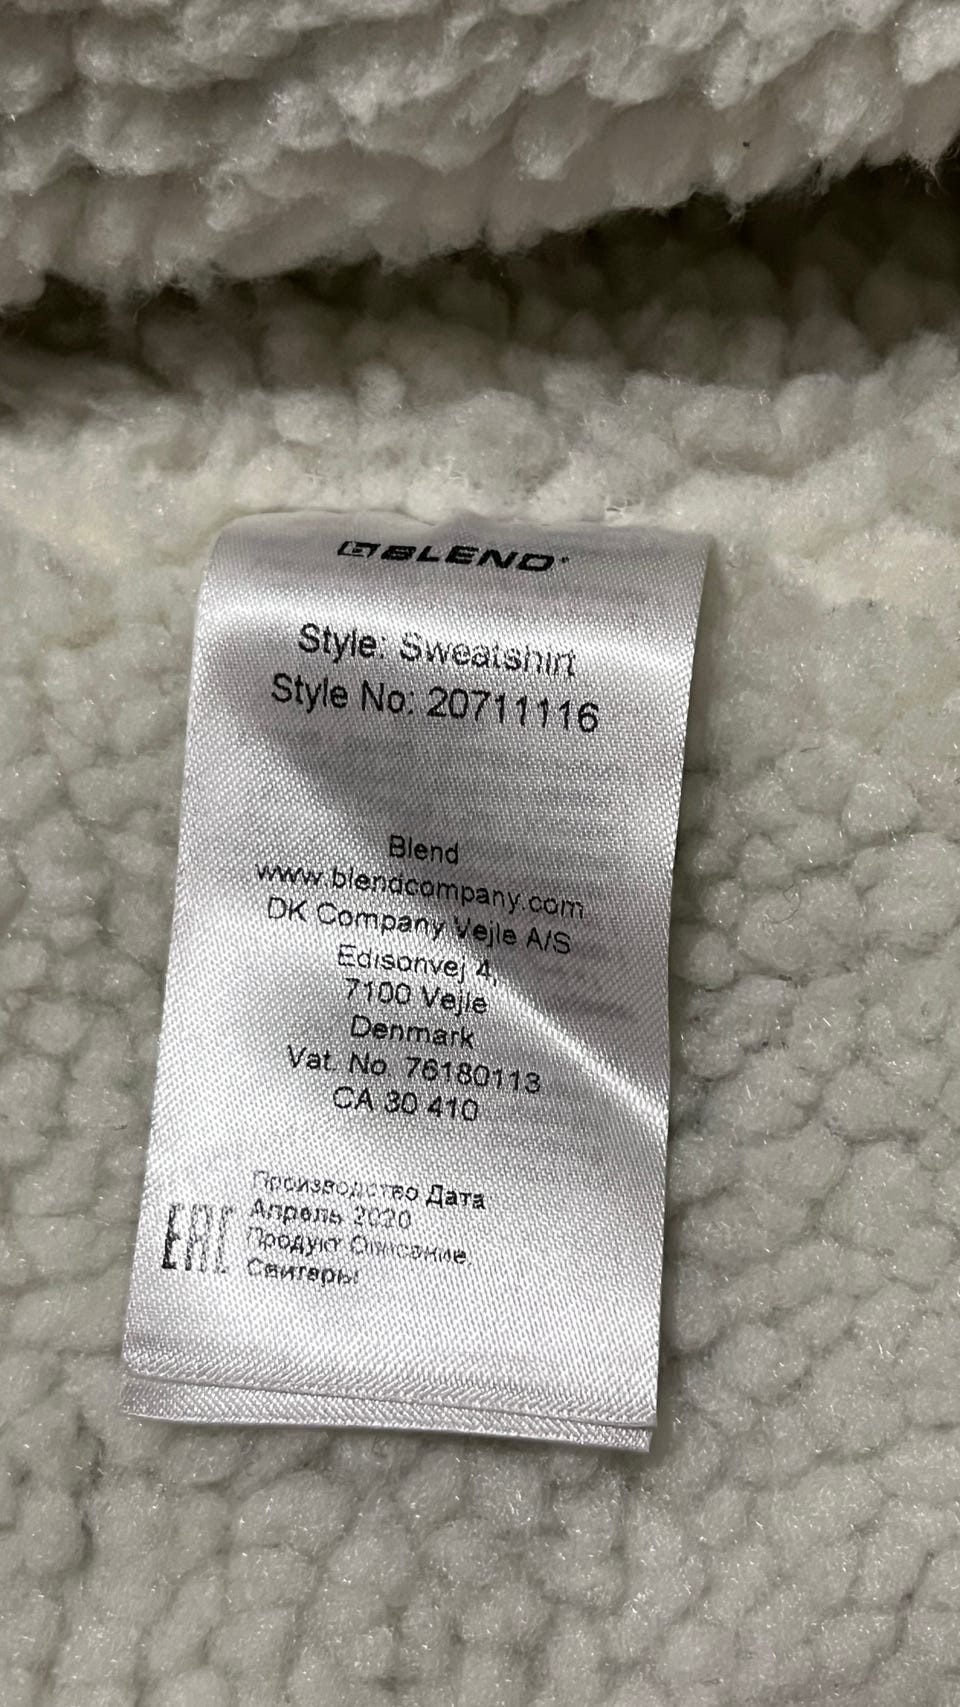 BLEND
Style: Sweatshirt
Style No: 20711116
Blend
www.blendcompany.com
DK Company Vejle A/S
Edisonvej 4,
7100 Vejle
Denmark
Vat. No. 76180113
CA 30 410
Производство Дата
Апрель 2020
Продукт Описание.
Свитеры
EAC